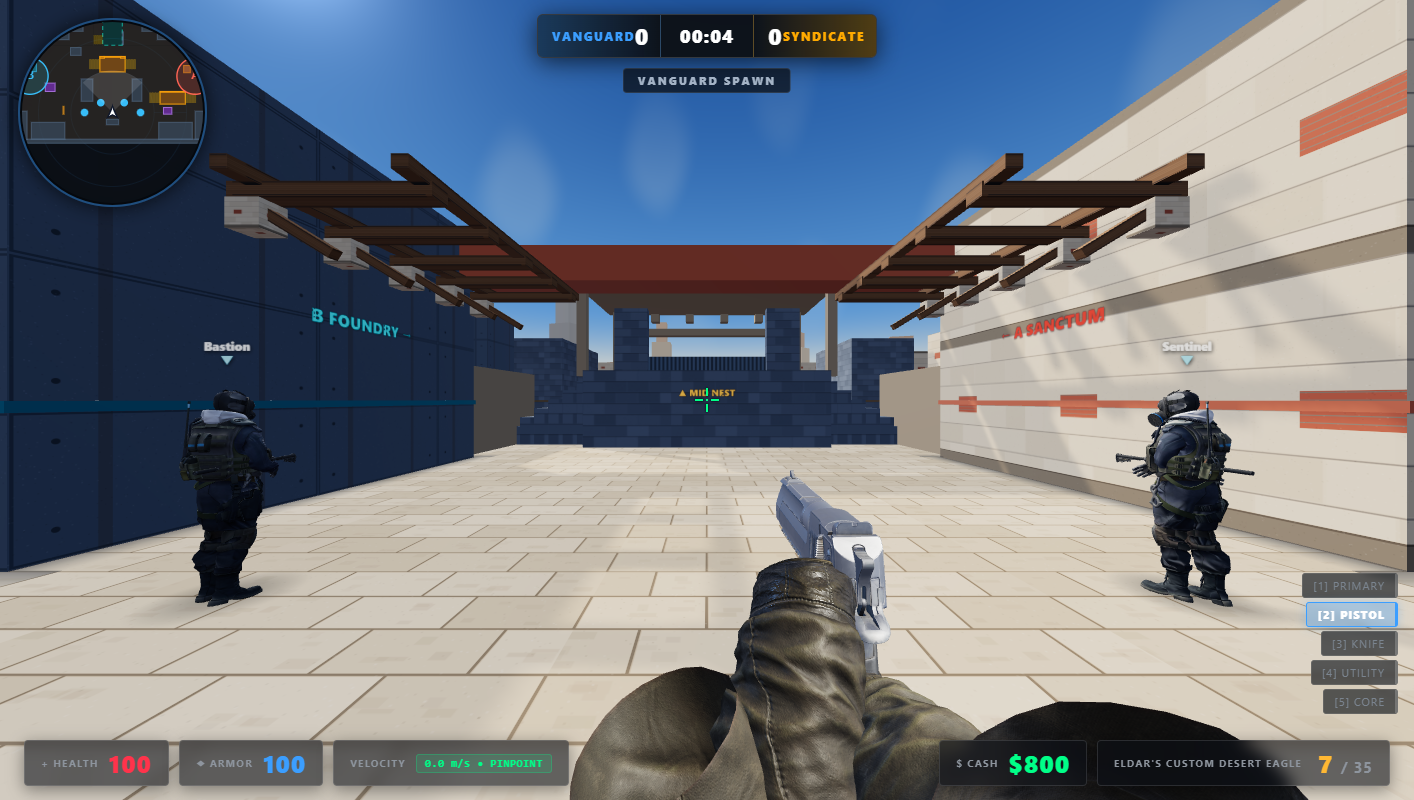 VANGUARD 0 00:04 0 SYNDICATE
VANGUARD SPAWN
B
A
B FOUNDRY
A SANCTUM
Bastion
Sentinel
▲ MID NEST
[1] PRIMARY
[2] PISTOL
[3] KNIFE
[4] UTILITY
[5] CORE
+ HEALTH 100
◆ ARMOR 100
VELOCITY 0.0 m/s • PINPOINT
$ CASH $800
ELDAR'S CUSTOM DESERT EAGLE 7 / 35